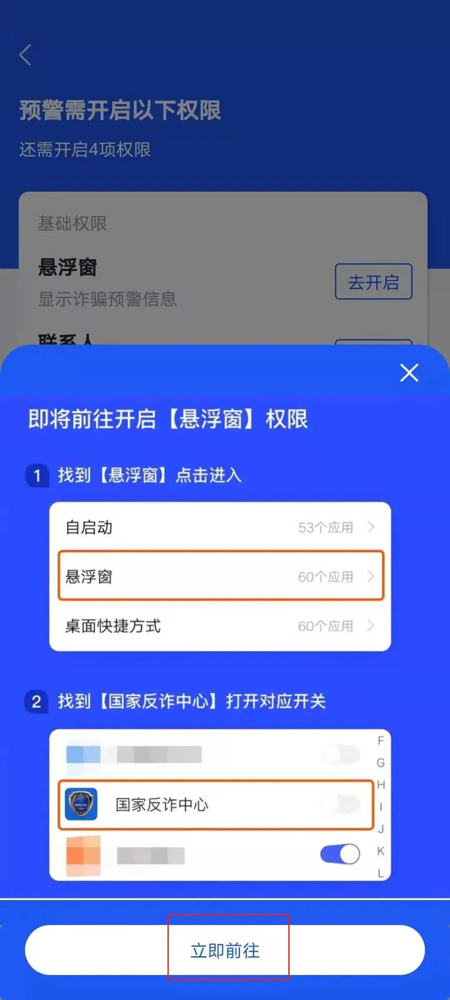 预警需开启以下权限
还需开启4项权限
基础权限
悬浮窗
去开启
显示诈骗预警信息
联系人
即将前往开启【悬浮窗】权限
1 找到【悬浮窗】点击进入
自启动 53个应用
悬浮窗 60个应用
桌面快捷方式 60个应用
2 找到【国家反诈中心】打开对应开关
F
G
H
国家反诈中心
I
J
K
L
立即前往